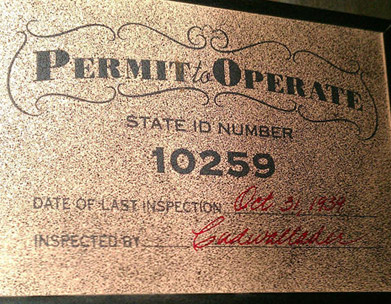 PERMIT to OPERATE
STATE ID NUMBER
10259
DATE OF LAST INSPECTION Oct 31, 1939
INSPECTED BY Cadwallader